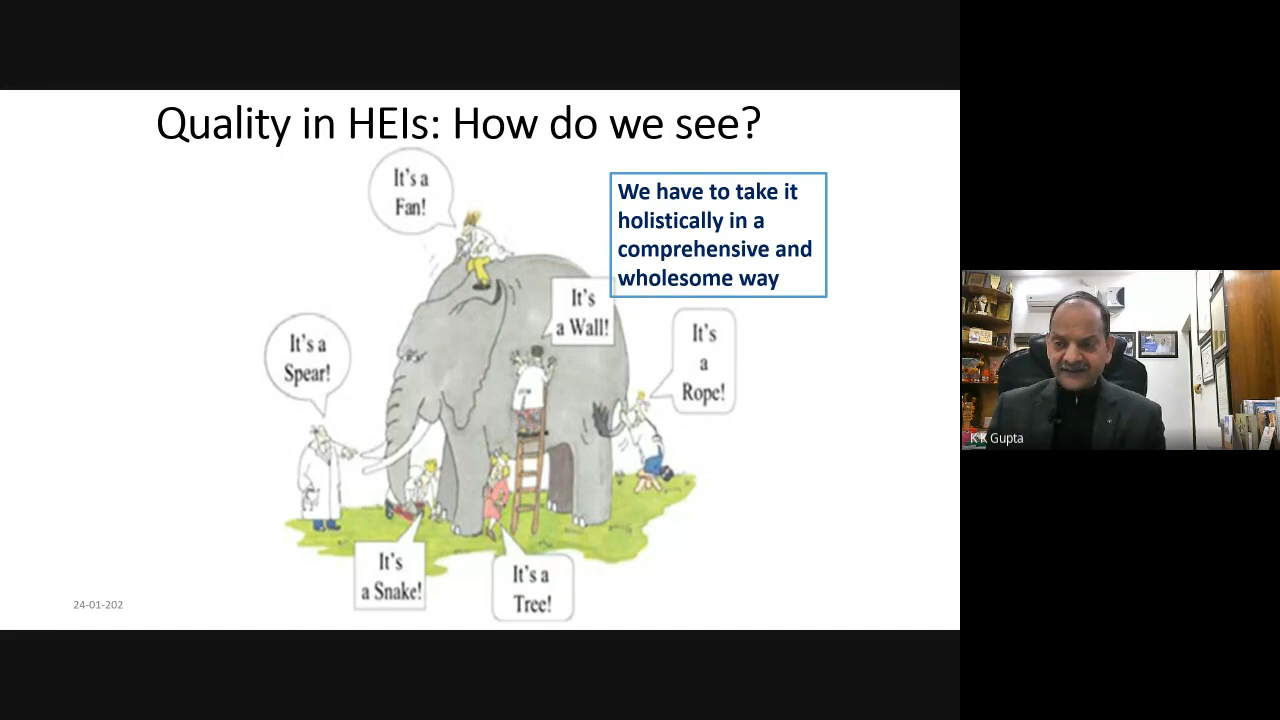 Quality in HEIs: How do we see?
It's a
Fan!
We have to take it
holistically in a
comprehensive and
wholesome way
It's
a Wall!
It's a
Spear!
It's
a
Rope!
It's
a Snake!
It's a
Tree!
24-01-202
K K Gupta